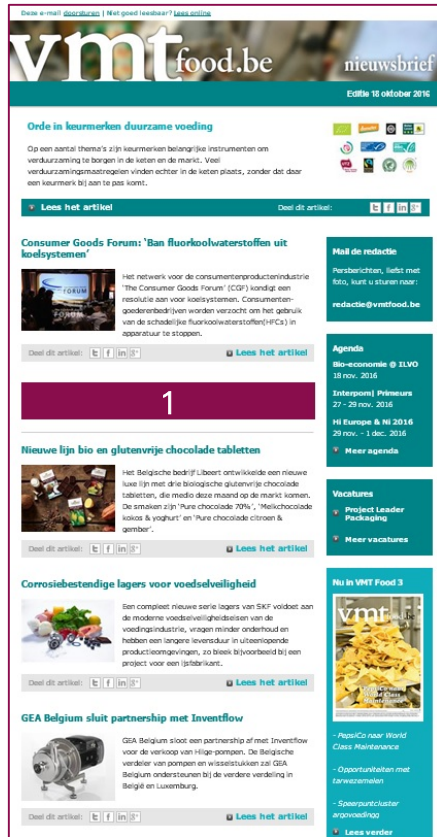 Deze e-mail doorsturen | Niet goed leesbaar? Lees online
vmt food.be nieuwsbrief
Editie 18 oktober 2016
Orde in keurmerken duurzame voeding
Op een aantal thema's zijn keurmerken belangrijke instrumenten om
verduurzaming te borgen in de keten en de markt. Veel
verduurzamingsmaatregelen vinden echter in de keten plaats, zonder dat daar
een keurmerk bij aan te pas komt.
Lees het artikel
Deel dit artikel:
Consumer Goods Forum: 'Ban fluorkoolwaterstoffen uit
koelsystemen'
FORUM
FORUM
Het netwerk voor de consumentenproductenindustrie
'The Consumer Goods Forum' (CGF) kondigt een
resolutie aan voor koelsystemen. Consumenten-
goederenbedrijven worden verzocht om het gebruik
van de schadelijke fluorkoolwaterstoffen(HFCs) in
apparatuur te stoppen.
Deel dit artikel:
Lees het artikel
1
Nieuwe lijn bio en glutenvrije chocolade tabletten
Het Belgische bedrijf Libeert ontwikkelde een nieuwe
luxe lijn met drie biologische glutenvrije chocolade
tabletten, die medio deze maand op de markt komen.
De smaken zijn 'Pure chocolade 70%', 'Melkchocolade
kokos & yoghurt' en 'Pure chocolade citroen &
gember'.
Deel dit artikel:
Lees het artikel
Corrosiebestendige lagers voor voedselveiligheid
Een compleet nieuwe serie lagers van SKF voldoet aan
de moderne voedselveiligheidseisen van de
voedingsindustrie, vragen minder onderhoud en
hebben een langere levensduur in uiteenlopende
productieomgevingen, zo bleek bijvoorbeeld bij een
project voor een ijsfabrikant.
Deel dit artikel:
Lees het artikel
GEA Belgium sluit partnership met Inventflow
GEA Belgium sloot een partnership af met Inventflow
voor de verkoop van Hilge-pompen. De Belgische
verdeler van pompen en wisselstukken zal GEA
Belgium ondersteunen bij de verdere verdeling in
België en Luxemburg.
Deel dit artikel:
Lees het artikel
Mail de redactie
Persberichten, liefst met
foto, kunt u sturen naar:
redactie@vmtfood.be
Agenda
Bio-economie @ ILVO
18 nov. 2016
Interpom| Primeurs
27 - 29 nov. 2016
Hi Europe & Ni 2016
29 nov. - 1 dec. 2016
Meer agenda
Vacatures
Project Leader
Packaging
Meer vacatures
Nu in VMT Food 3
vmt food.be
PepsiCo naar
World Class
Maintenance
- PepsiCo naar World
Class Maintenance
- Opportuniteiten met
tarwezemelen
- Speerpuntcluster
argovoedingg
Lees verder